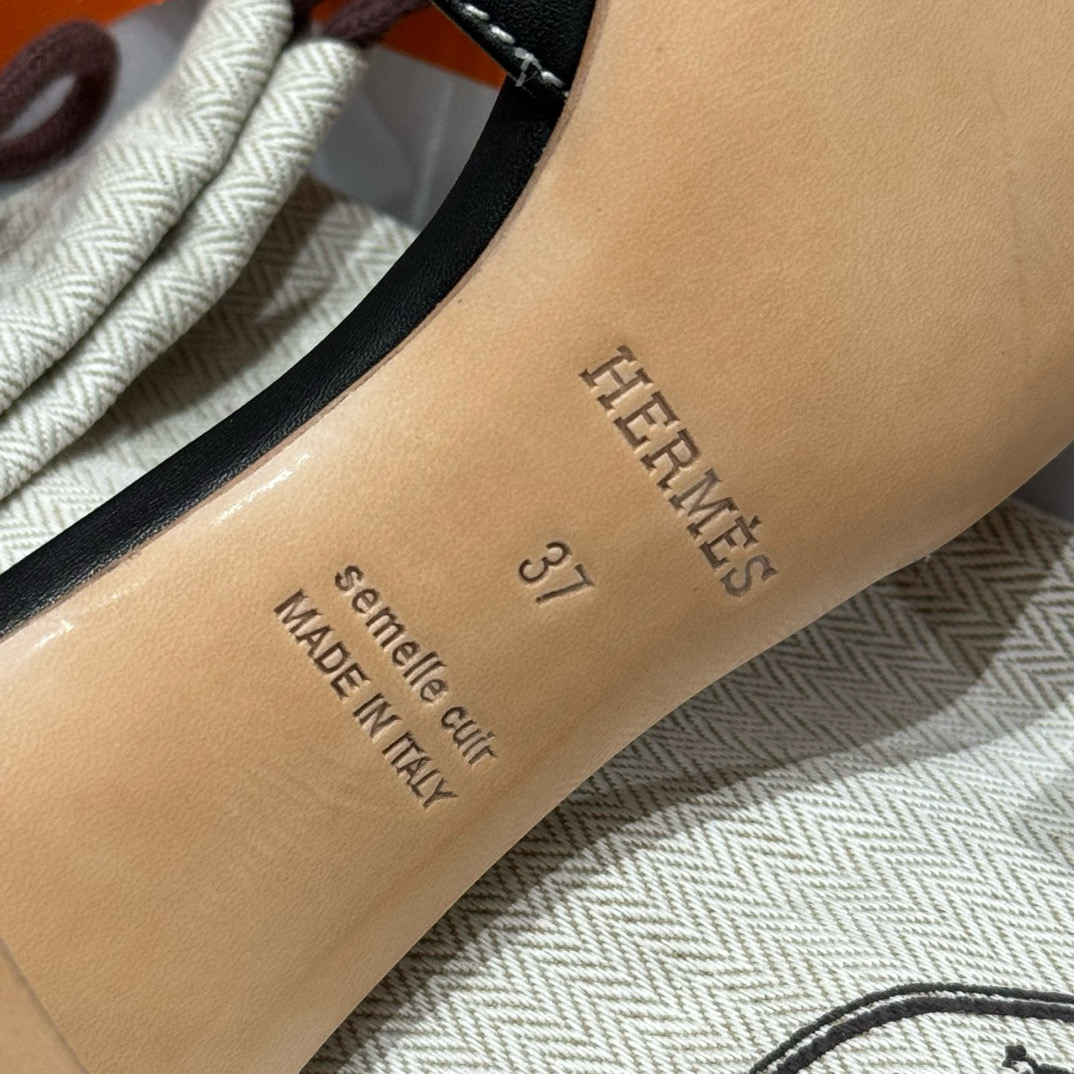 HERMÈS
37
semelle cuir
MADE IN ITALY